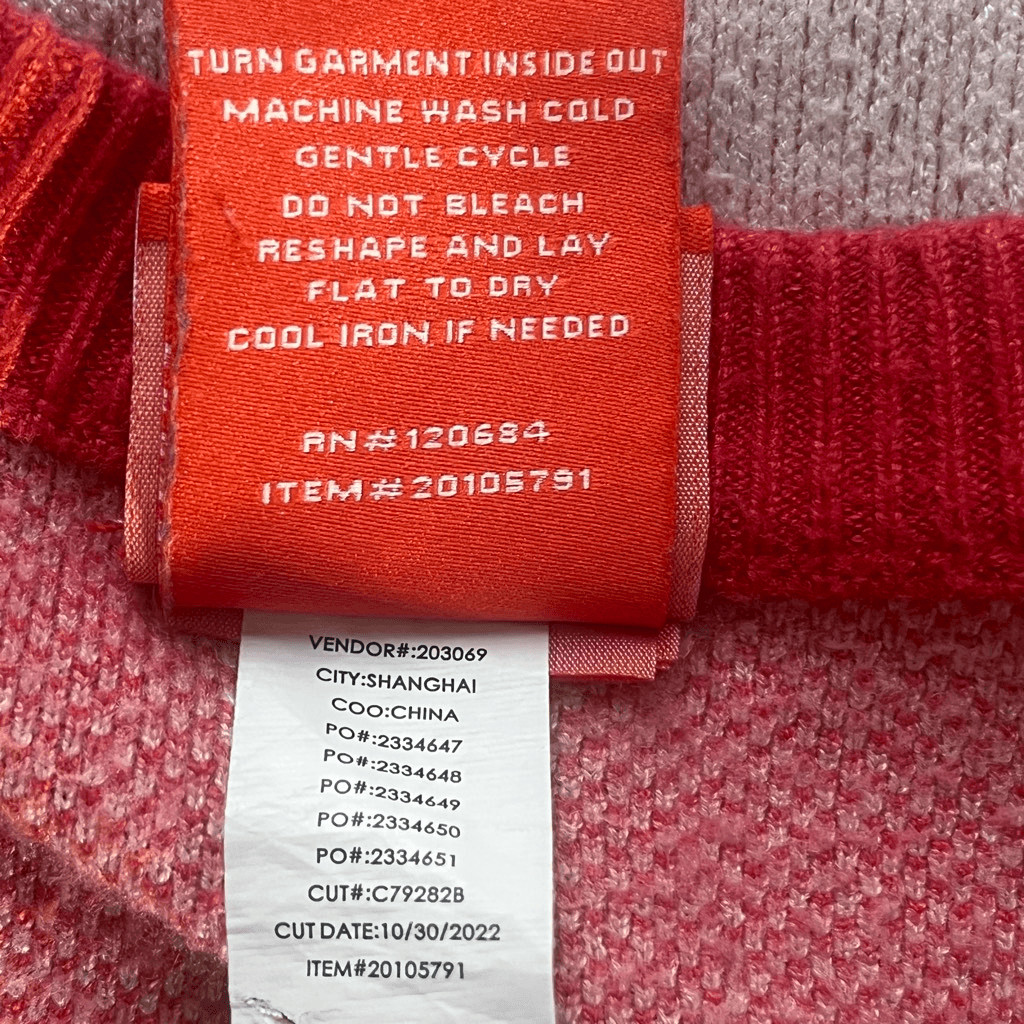 TURN GARMENT INSIDE OUT
MACHINE WASH COLD
GENTLE CYCLE
DO NOT BLEACH
RESHAPE AND LAY
FLAT TO DRY
COOL IRON IF NEEDED
RN#120684
ITEM#20105791
VENDOR#:203069
CITY:SHANGHAI
COO:CHINA
PO#:2334647
PO#:2334648
PO#:2334649
PO#:2334650
PO#:2334651
CUT#:C79282B
CUT DATE:10/30/2022
ITEM#20105791